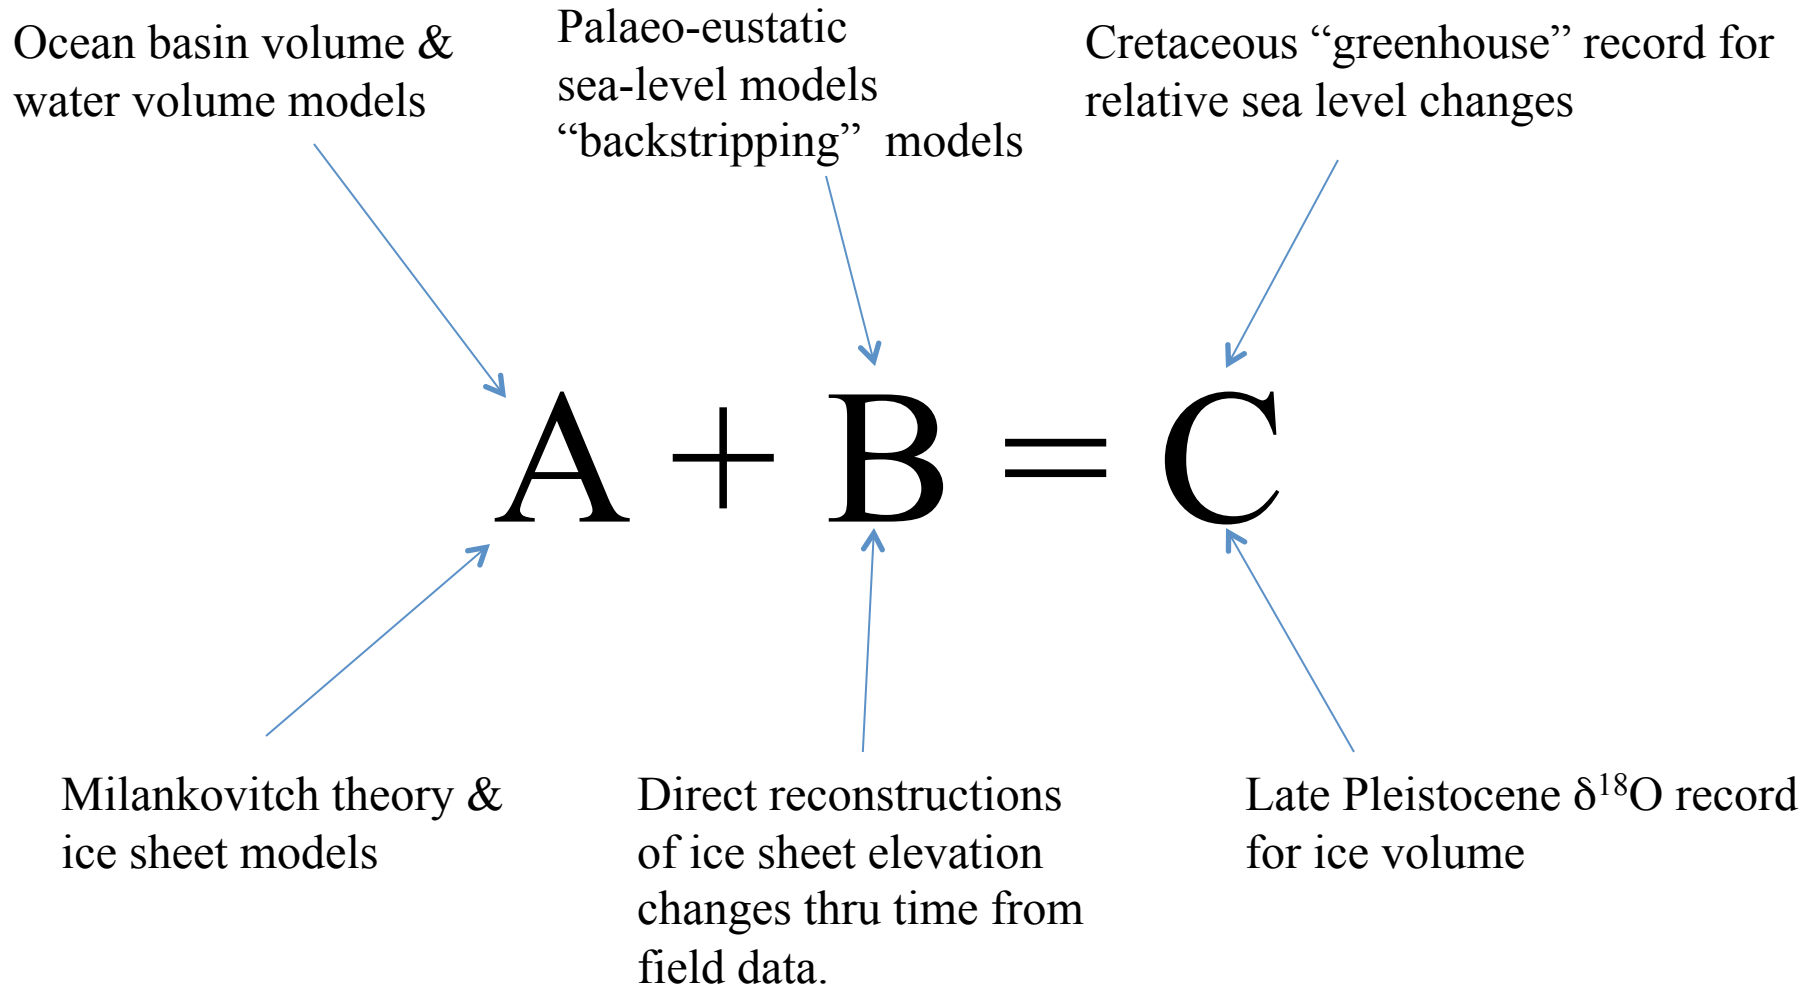 Ocean basin volume &
water volume models
Palaeo-eustatic
sea-level models
“backstripping”  models
Cretaceous “greenhouse” record for
relative sea level changes
A + B = C
Milankovitch theory &
ice sheet models
Direct reconstructions
of ice sheet elevation
changes thru time from
field data.
Late Pleistocene δ¹⁸O record
for ice volume